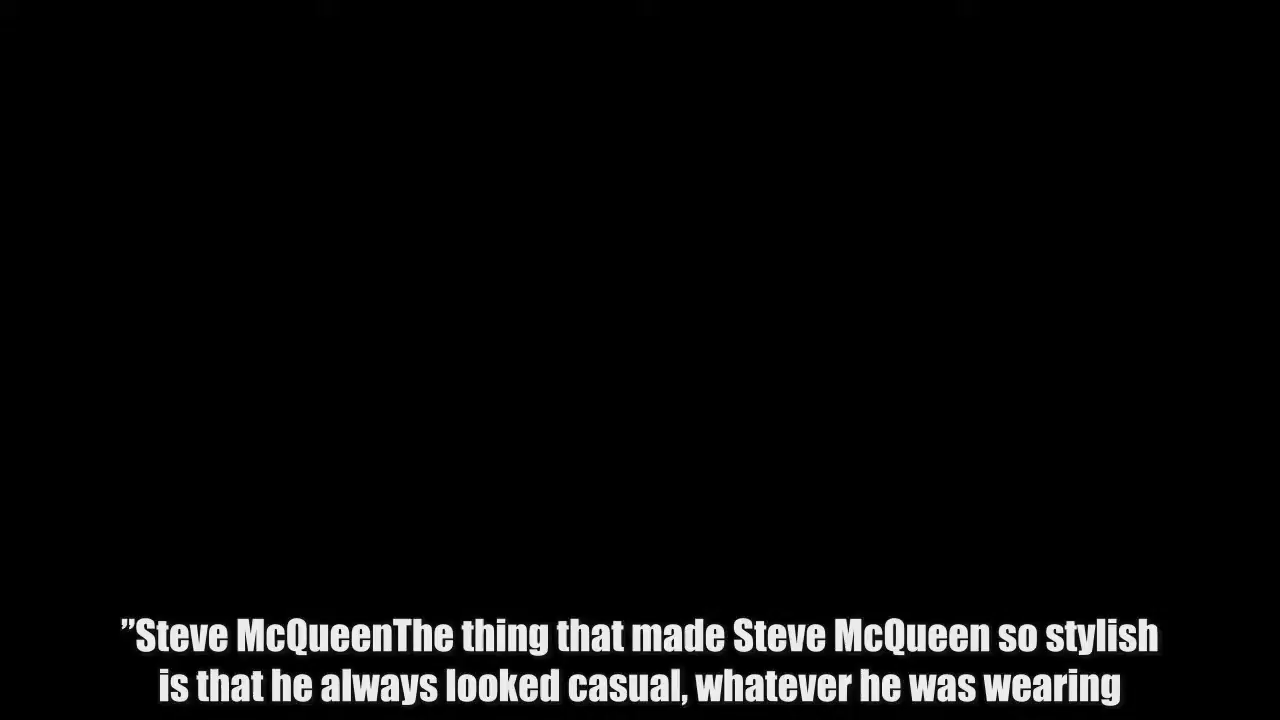 ”Steve McQueenThe thing that made Steve McQueen so stylish
is that he always looked casual, whatever he was wearing